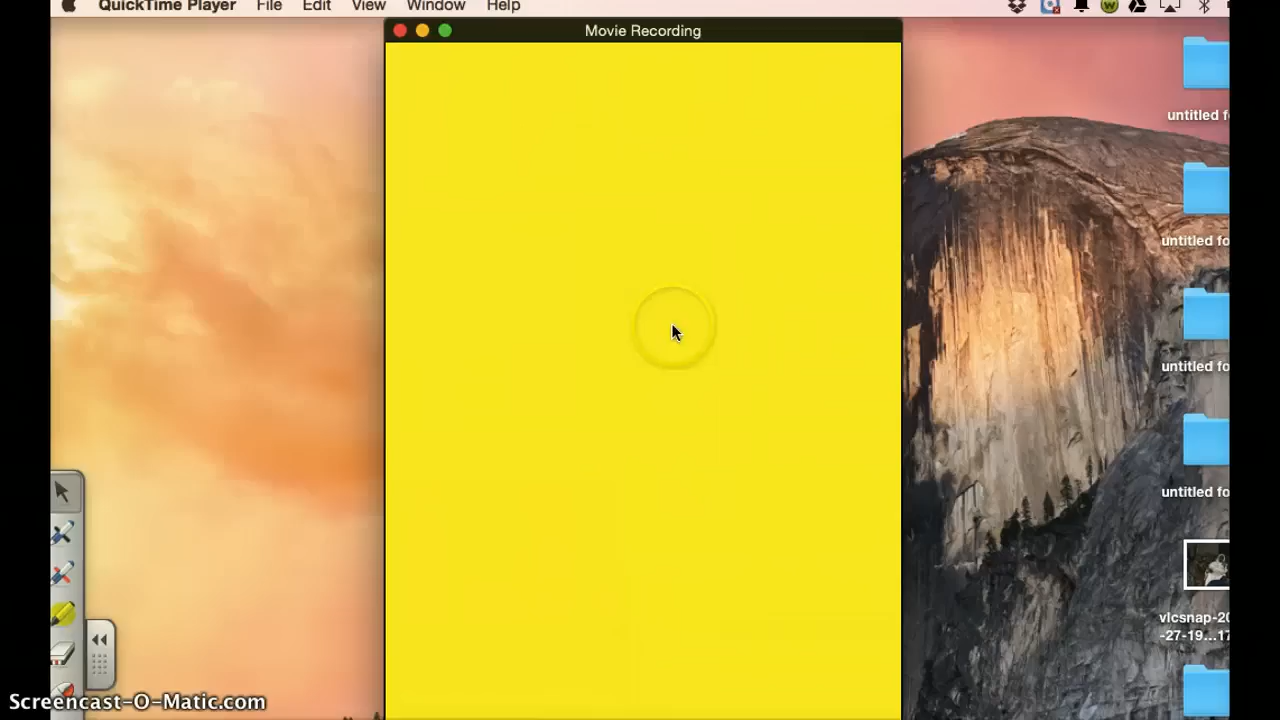 QuickTime Player File Edit View Window Help
Movie Recording
untitled fo
untitled fo
untitled fo
untitled fo
vlcsnap-20
-27-19...17
Screencast-O-Matic.com